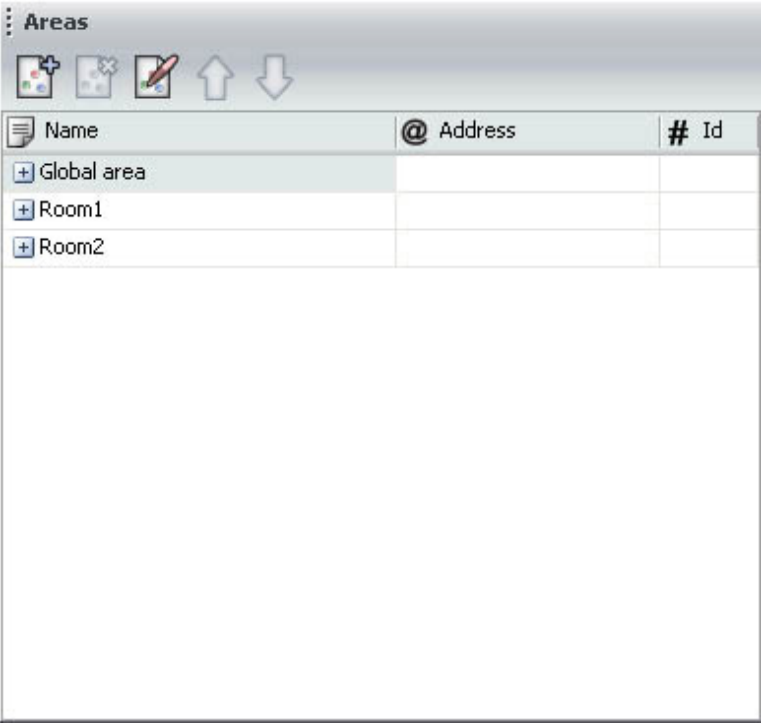 Areas
Name @ Address # Id
Global area
Room1
Room2